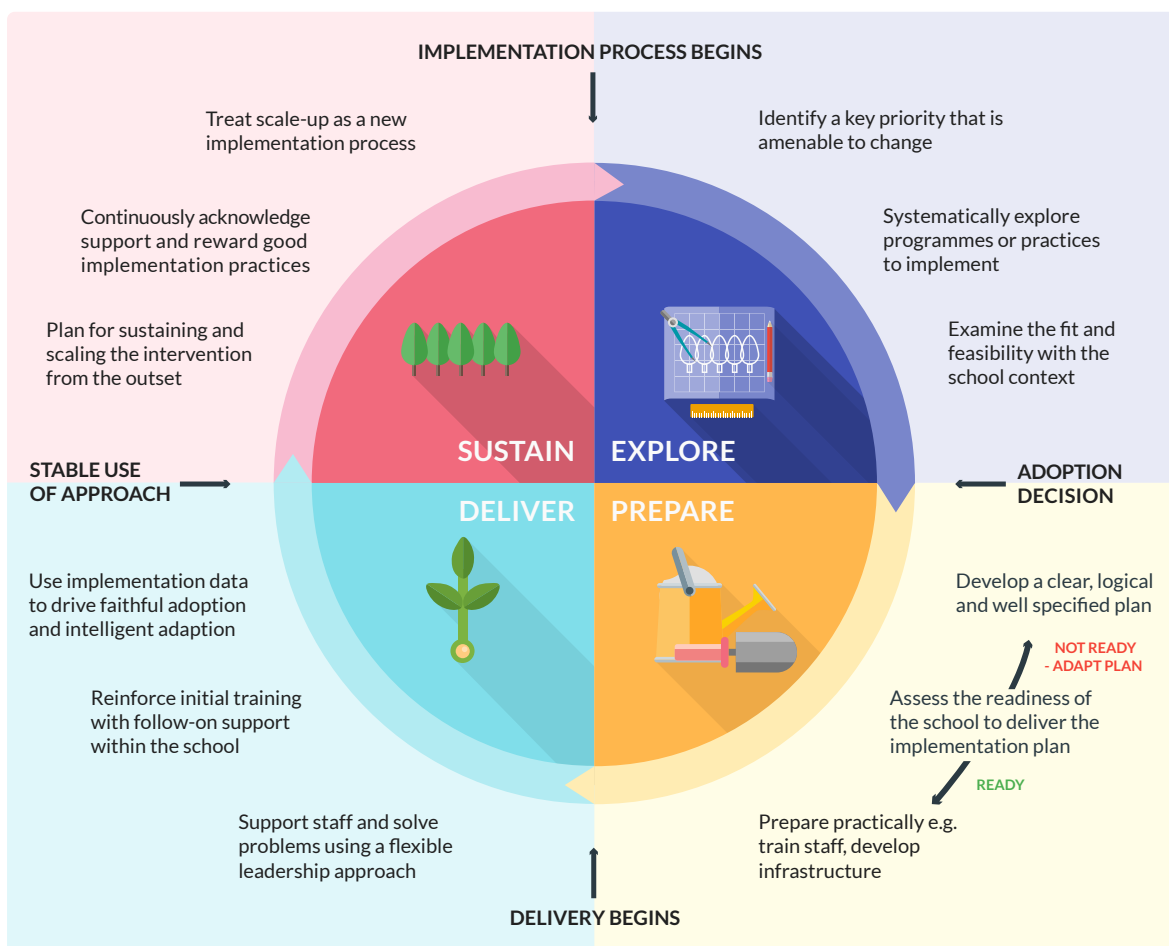 IMPLEMENTATION PROCESS BEGINS
Identify a key priority that is
amenable to change
Systematically explore
programmes or practices
to implement
Examine the fit and
feasibility with the
school context
EXPLORE
ADOPTION
DECISION
PREPARE
Develop a clear, logical
and well specified plan
NOT READY
- ADAPT PLAN
Assess the readiness of
the school to deliver the
implementation plan
READY
Prepare practically e.g.
train staff, develop
infrastructure
DELIVERY BEGINS
DELIVER
Support staff and solve
problems using a flexible
leadership approach
Reinforce initial training
with follow-on support
within the school
Use implementation data
to drive faithful adoption
and intelligent adaption
STABLE USE
OF APPROACH
SUSTAIN
Plan for sustaining and
scaling the intervention
from the outset
Continuously acknowledge
support and reward good
implementation practices
Treat scale-up as a new
implementation process